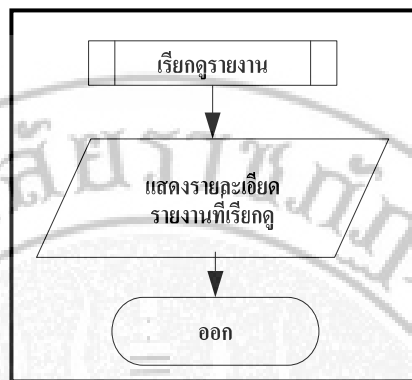 เรียกดูรายงาน
แสดงรายละเอียด
รายงานที่เรียกดู
ออก